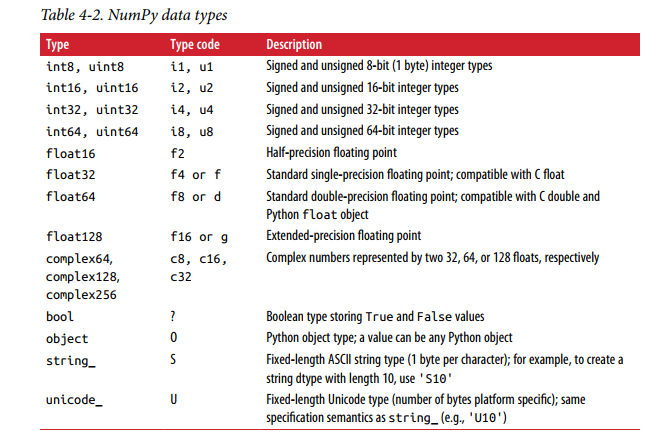 Table 4-2. NumPy data types
Type Type code Description
int8, uint8 i1, u1 Signed and unsigned 8-bit (1 byte) integer types
int16, uint16 i2, u2 Signed and unsigned 16-bit integer types
int32, uint32 i4, u4 Signed and unsigned 32-bit integer types
int64, uint64 i8, u8 Signed and unsigned 64-bit integer types
float16 f2 Half-precision floating point
float32 f4 or f Standard single-precision floating point; compatible with C float
float64 f8 or d Standard double-precision floating point; compatible with C double and
Python float object
float128 f16 or g Extended-precision floating point
complex64, c8, c16, Complex numbers represented by two 32, 64, or 128 floats, respectively
complex128, c32
complex256
bool ? Boolean type storing True and False values
object O Python object type; a value can be any Python object
string_ S Fixed-length ASCII string type (1 byte per character); for example, to create a
string dtype with length 10, use 'S10'
unicode_ U Fixed-length Unicode type (number of bytes platform specific); same
specification semantics as string_ (e.g., 'U10')